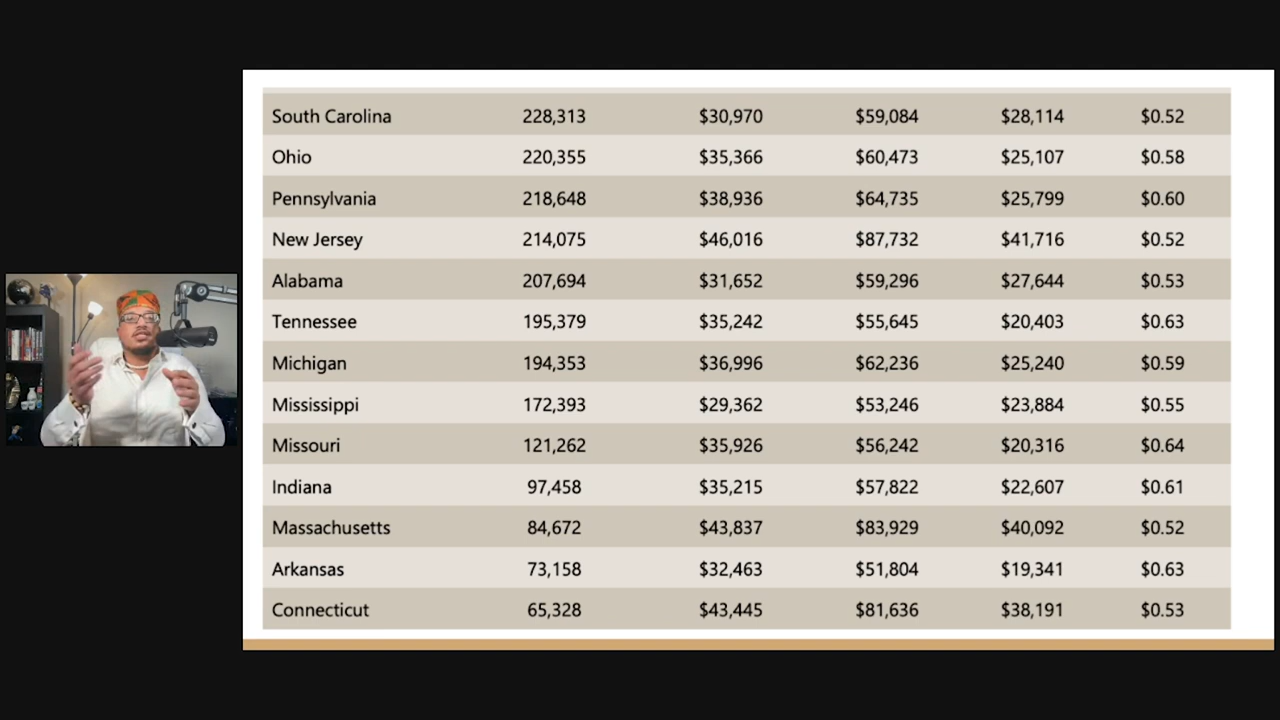 South Carolina 228,313 $30,970 $59,084 $28,114 $0.52
Ohio 220,355 $35,366 $60,473 $25,107 $0.58
Pennsylvania 218,648 $38,936 $64,735 $25,799 $0.60
New Jersey 214,075 $46,016 $87,732 $41,716 $0.52
Alabama 207,694 $31,652 $59,296 $27,644 $0.53
Tennessee 195,379 $35,242 $55,645 $20,403 $0.63
Michigan 194,353 $36,996 $62,236 $25,240 $0.59
Mississippi 172,393 $29,362 $53,246 $23,884 $0.55
Missouri 121,262 $35,926 $56,242 $20,316 $0.64
Indiana 97,458 $35,215 $57,822 $22,607 $0.61
Massachusetts 84,672 $43,837 $83,929 $40,092 $0.52
Arkansas 73,158 $32,463 $51,804 $19,341 $0.63
Connecticut 65,328 $43,445 $81,636 $38,191 $0.53